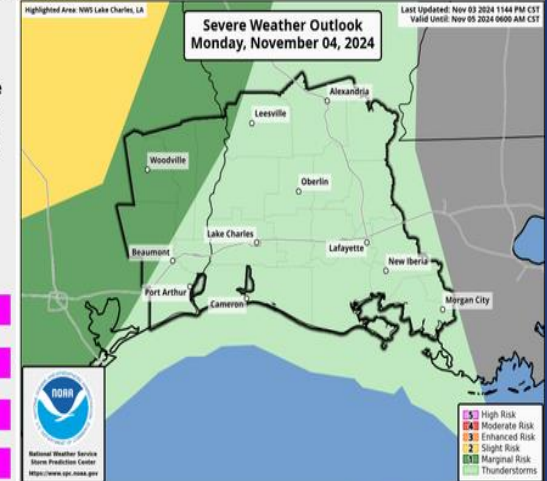 Highlighted Area: NWS Lake Charles, LA
Severe Weather Outlook
Monday, November 04, 2024
Last Updated: Nov 03 2024 1144 PM CST
Valid Until: Nov 05 2024 0600 AM CST
Alexandria
Leesville
Woodville
Oberlin
Lake Charles
Lafayette
Beaumont
New Iberia
Port Arthur
Cameron
Morgan City
NOAA
National Weather Service
Storm Prediction Center
https://www.spc.noaa.gov
5 High Risk
4 Moderate Risk
3 Enhanced Risk
2 Slight Risk
1 Marginal Risk
Thunderstorms